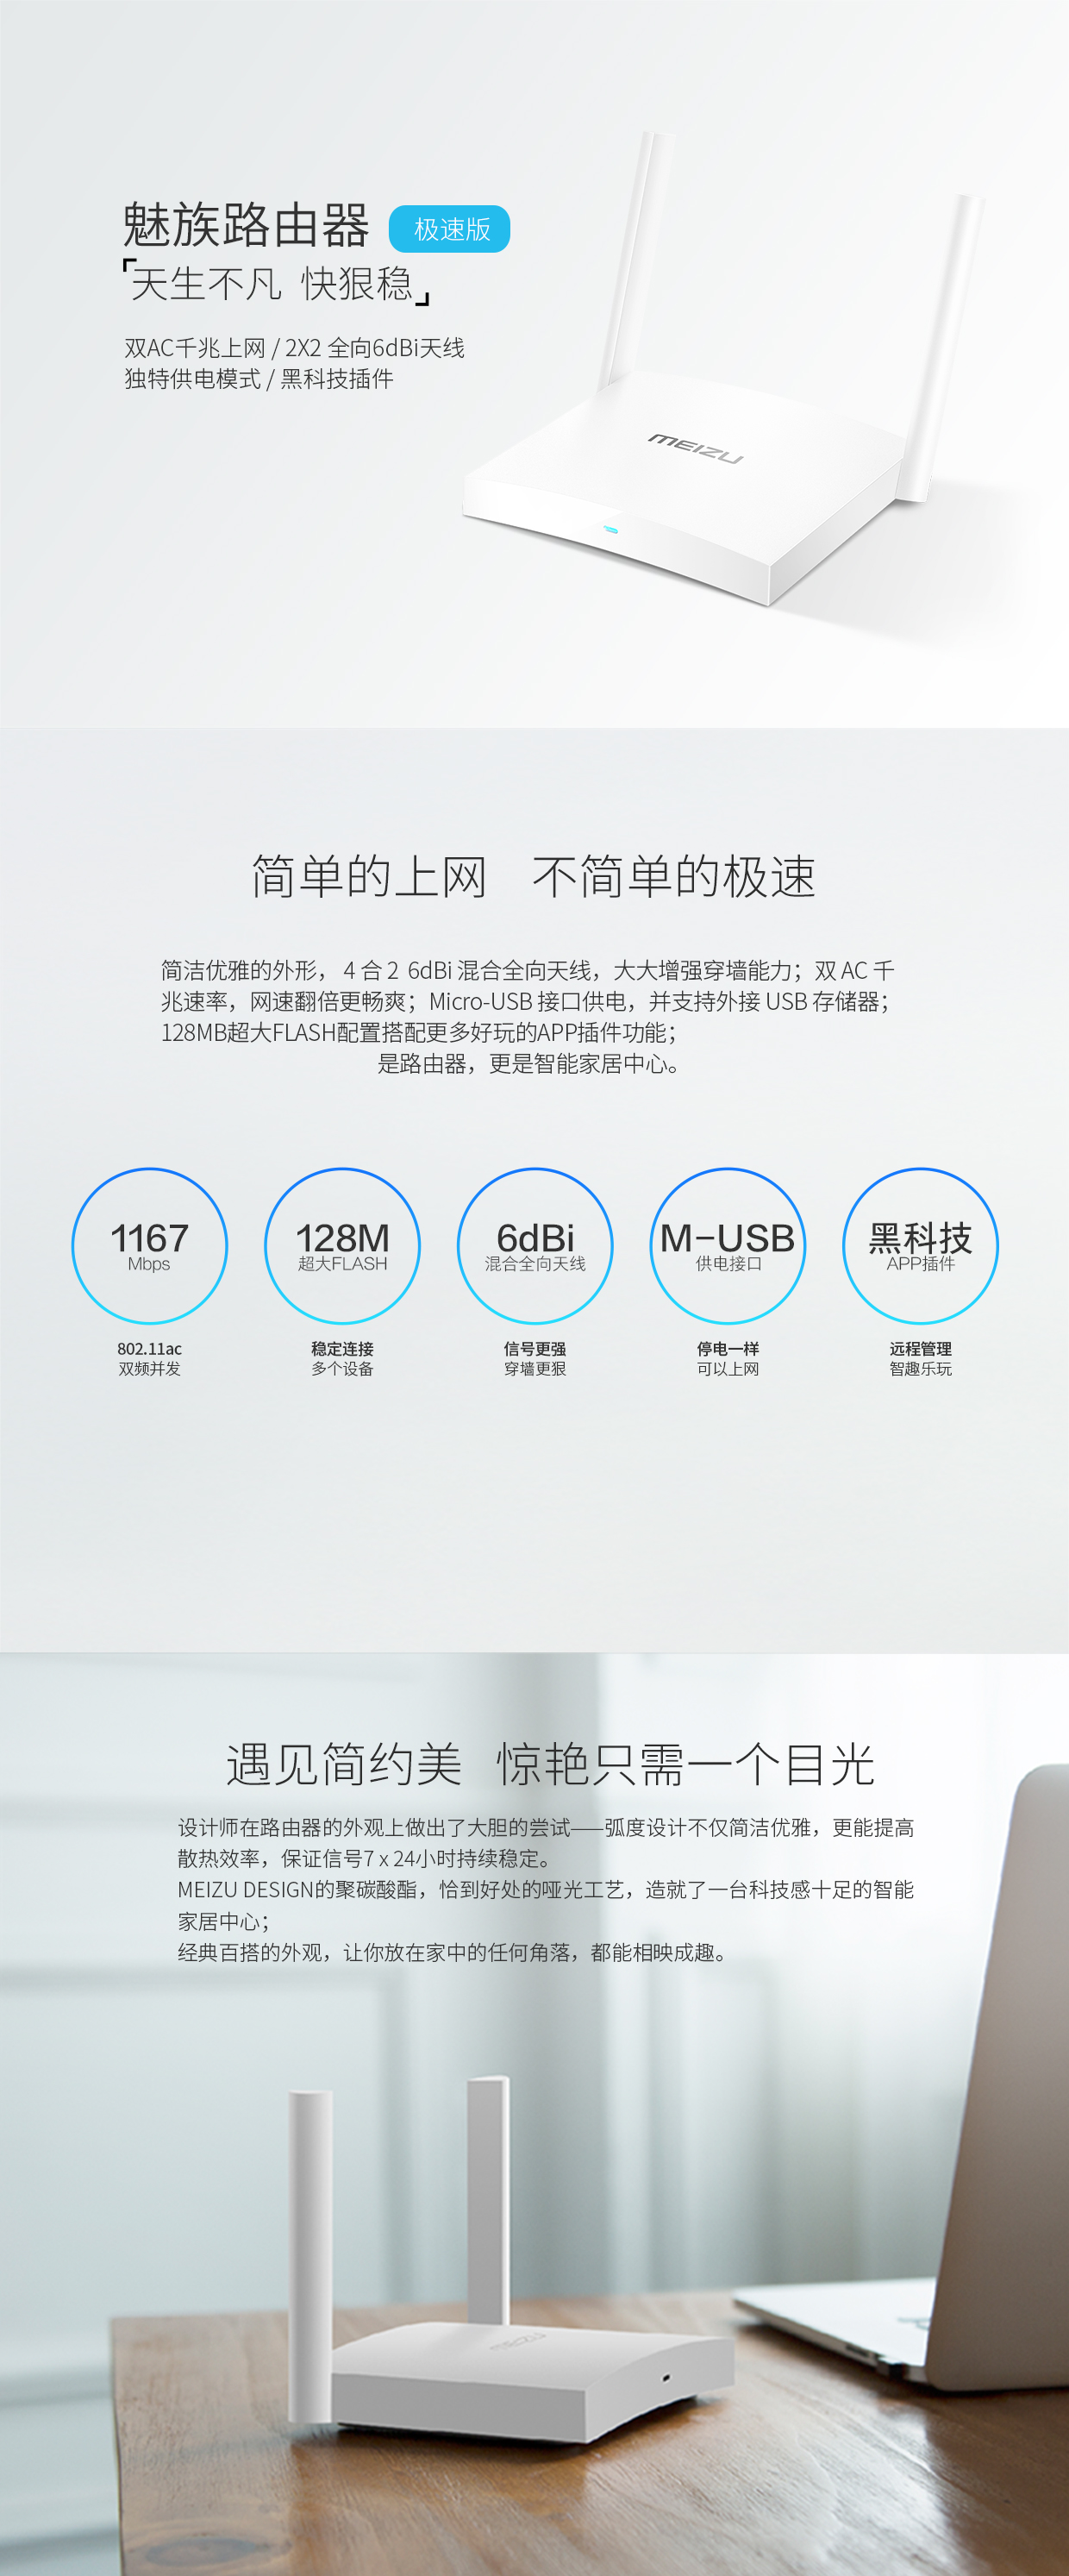 魅族路由器 极速版
「天生不凡 快狠稳」
双AC千兆上网 / 2X2 全向6dBi天线
独特供电模式 / 黑科技插件
MEIZU
简单的上网 不简单的极速
简洁优雅的外形， 4 合 2 6dBi 混合全向天线，大大增强穿墙能力；双 AC 千
兆速率，网速翻倍更畅爽；Micro-USB 接口供电，并支持外接 USB 存储器；
128MB超大FLASH配置搭配更多好玩的APP插件功能；
是路由器，更是智能家居中心。
1167
Mbps
802.11ac
双频并发
128M
超大FLASH
稳定连接
多个设备
6dBi
混合全向天线
信号更强
穿墙更狠
M-USB
供电接口
停电一样
可以上网
黑科技
APP插件
远程管理
智趣乐玩
遇见简约美 惊艳只需一个目光
设计师在路由器的外观上做出了大胆的尝试——弧度设计不仅简洁优雅，更能提高
散热效率，保证信号7 x 24小时持续稳定。
MEIZU DESIGN的聚碳酸酯，恰到好处的哑光工艺，造就了一台科技感十足的智能
家居中心；
经典百搭的外观，让你放在家中的任何角落，都能相映成趣。
MEIZU